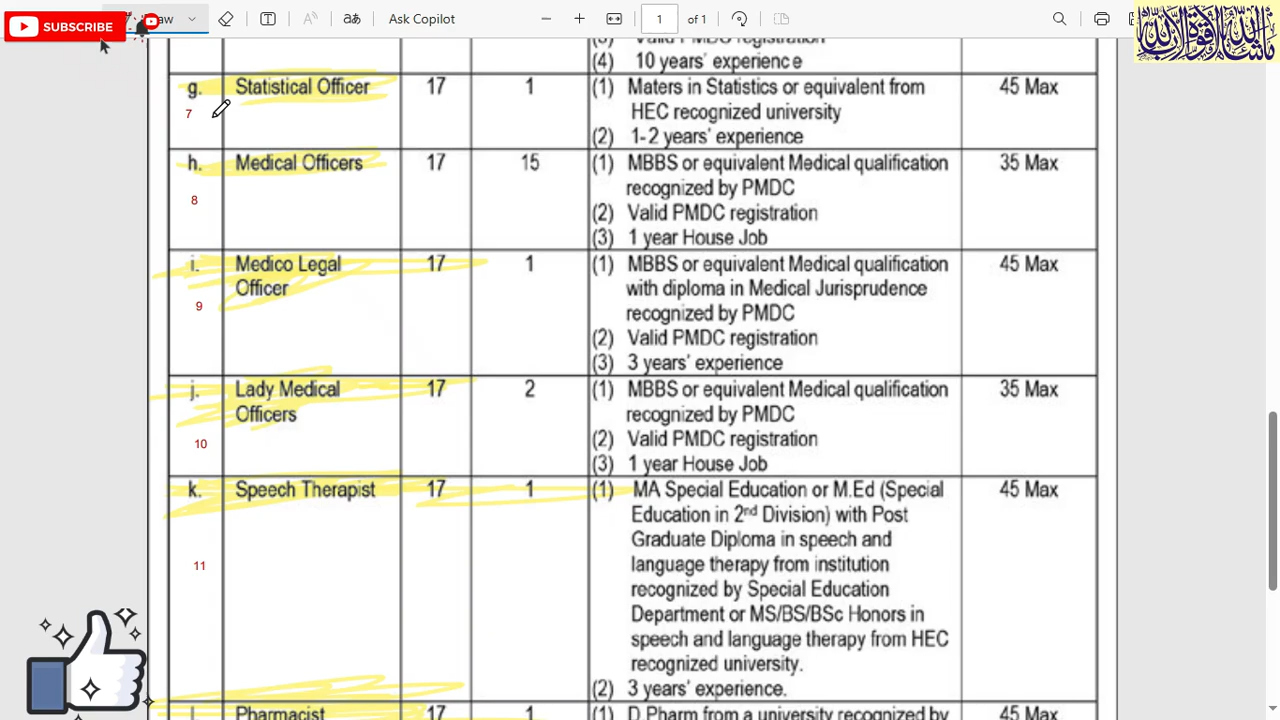 Draw
Ask Copilot
1
of 1
SUBSCRIBE
(3) Valid PMDC registration
(4) 10 years' experience
g. Statistical Officer 17 1 (1) Maters in Statistics or equivalent from 45 Max
HEC recognized university
7
(2) 1-2 years' experience
h. Medical Officers 17 15 (1) MBBS or equivalent Medical qualification 35 Max
recognized by PMDC
8
(2) Valid PMDC registration
(3) 1 year House Job
i. Medico Legal 17 1 (1) MBBS or equivalent Medical qualification 45 Max
Officer with diploma in Medical Jurisprudence
9
recognized by PMDC
(2) Valid PMDC registration
(3) 3 years' experience
j. Lady Medical 17 2 (1) MBBS or equivalent Medical qualification 35 Max
Officers recognized by PMDC
10
(2) Valid PMDC registration
(3) 1 year House Job
k. Speech Therapist 17 1 (1) MA Special Education or M.Ed (Special 45 Max
Education in 2nd Division) with Post
Graduate Diploma in speech and
11
language therapy from institution
recognized by Special Education
Department or MS/BS/BSc Honors in
speech and language therapy from HEC
recognized university.
(2) 3 years' experience.
l. Pharmacist 17 1 (1) D.Pharm from a university recognized by 45 Max